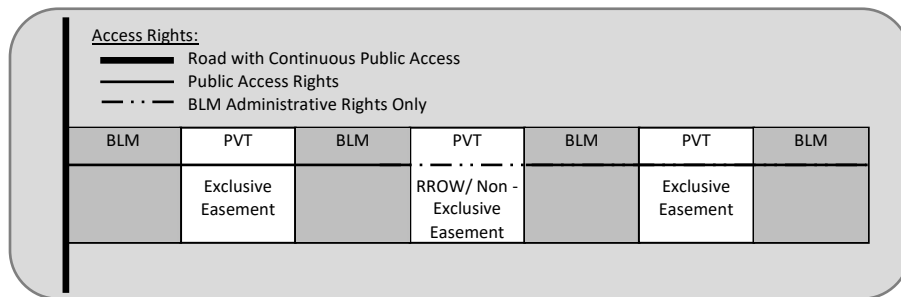 Access Rights:
Road with Continuous Public Access
Public Access Rights
BLM Administrative Rights Only
BLM PVT BLM PVT BLM PVT BLM
Exclusive
Easement
RROW/ Non -
Exclusive
Easement
Exclusive
Easement